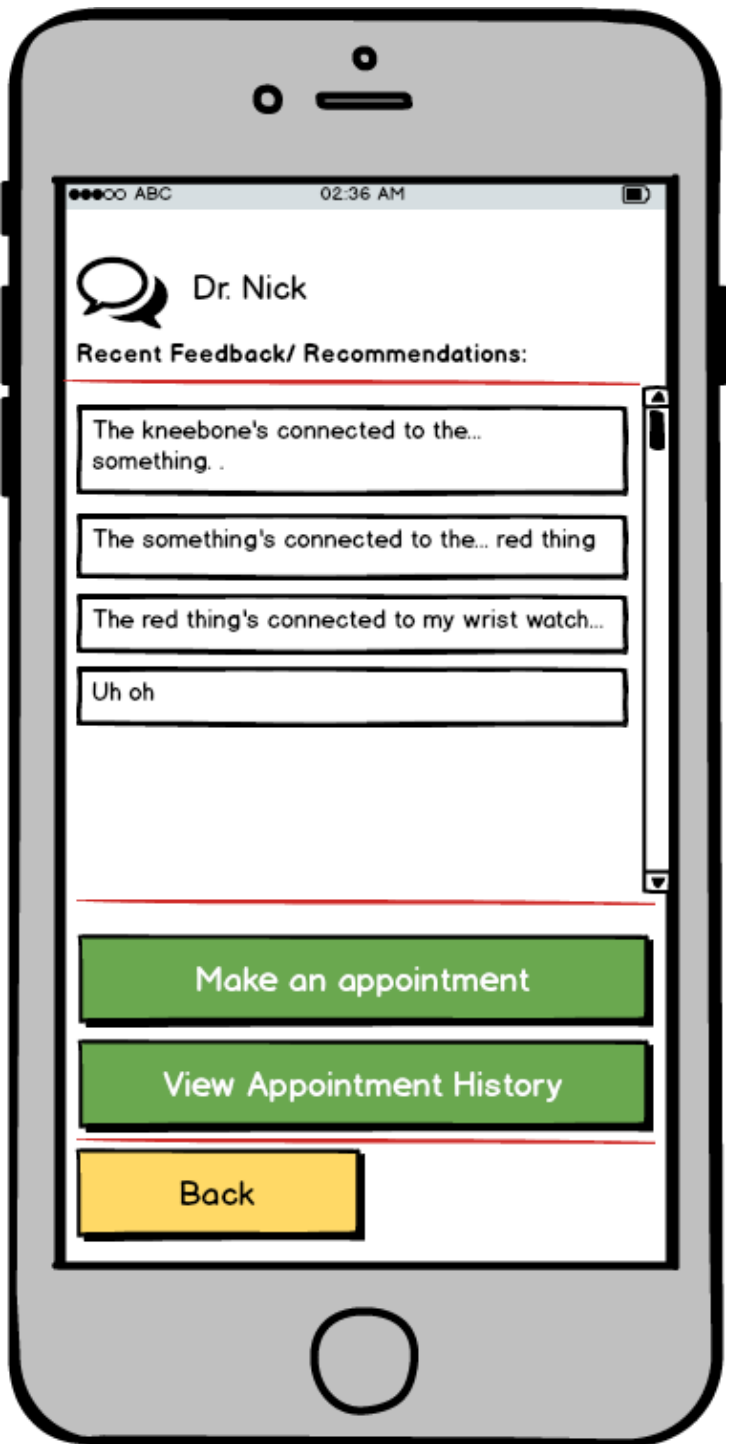 ABC 02:36 AM
Dr. Nick
Recent Feedback/ Recommendations:
The kneebone's connected to the...
something. .
The something's connected to the... red thing
The red thing's connected to my wrist watch...
Uh oh
Make an appointment
View Appointment History
Back